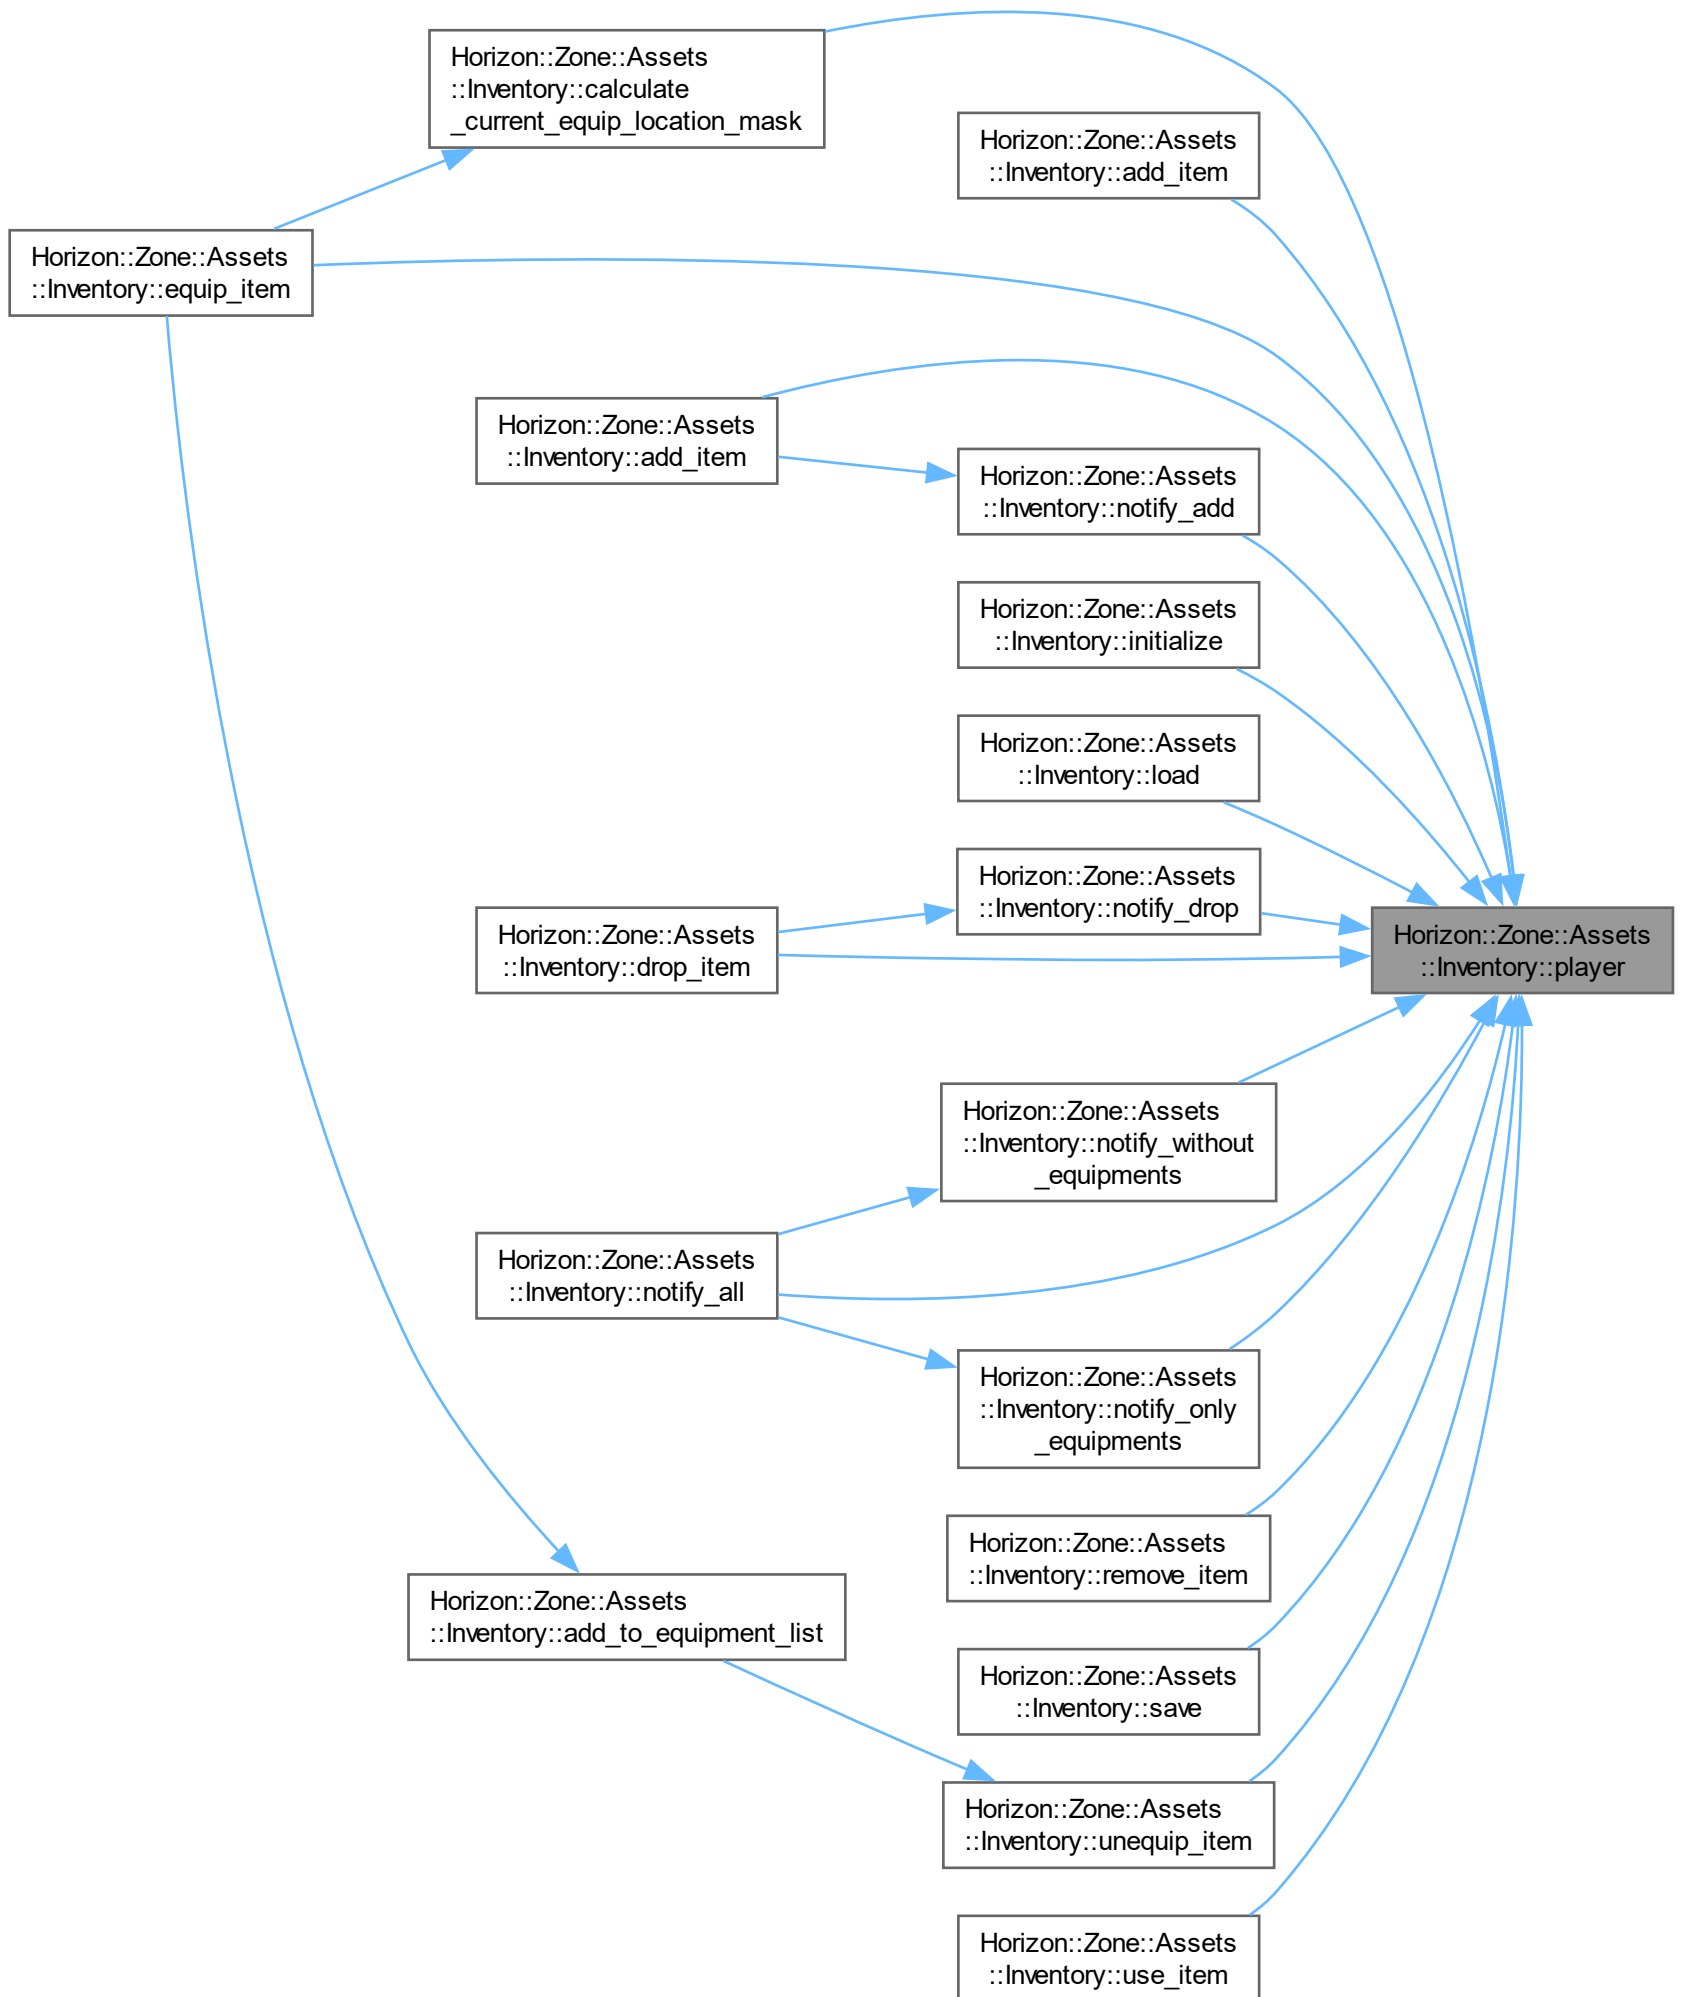 Horizon::Zone::Assets
::Inventory::calculate
_current_equip_location_mask
Horizon::Zone::Assets
::Inventory::add_item
Horizon::Zone::Assets
::Inventory::equip_item
Horizon::Zone::Assets
::Inventory::add_item
Horizon::Zone::Assets
::Inventory::notify_add
Horizon::Zone::Assets
::Inventory::initialize
Horizon::Zone::Assets
::Inventory::load
Horizon::Zone::Assets
::Inventory::notify_drop
Horizon::Zone::Assets
::Inventory::drop_item
Horizon::Zone::Assets
::Inventory::player
Horizon::Zone::Assets
::Inventory::notify_without
_equipments
Horizon::Zone::Assets
::Inventory::notify_all
Horizon::Zone::Assets
::Inventory::notify_only
_equipments
Horizon::Zone::Assets
::Inventory::remove_item
Horizon::Zone::Assets
::Inventory::add_to_equipment_list
Horizon::Zone::Assets
::Inventory::save
Horizon::Zone::Assets
::Inventory::unequip_item
Horizon::Zone::Assets
::Inventory::use_item